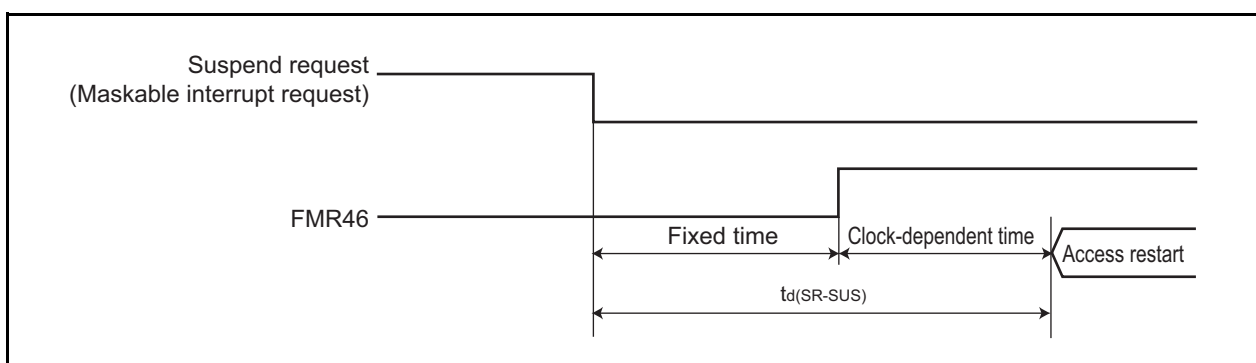 Suspend request
(Maskable interrupt request)
FMR46
Fixed time
Clock-dependent time
Access restart
td(SR-SUS)